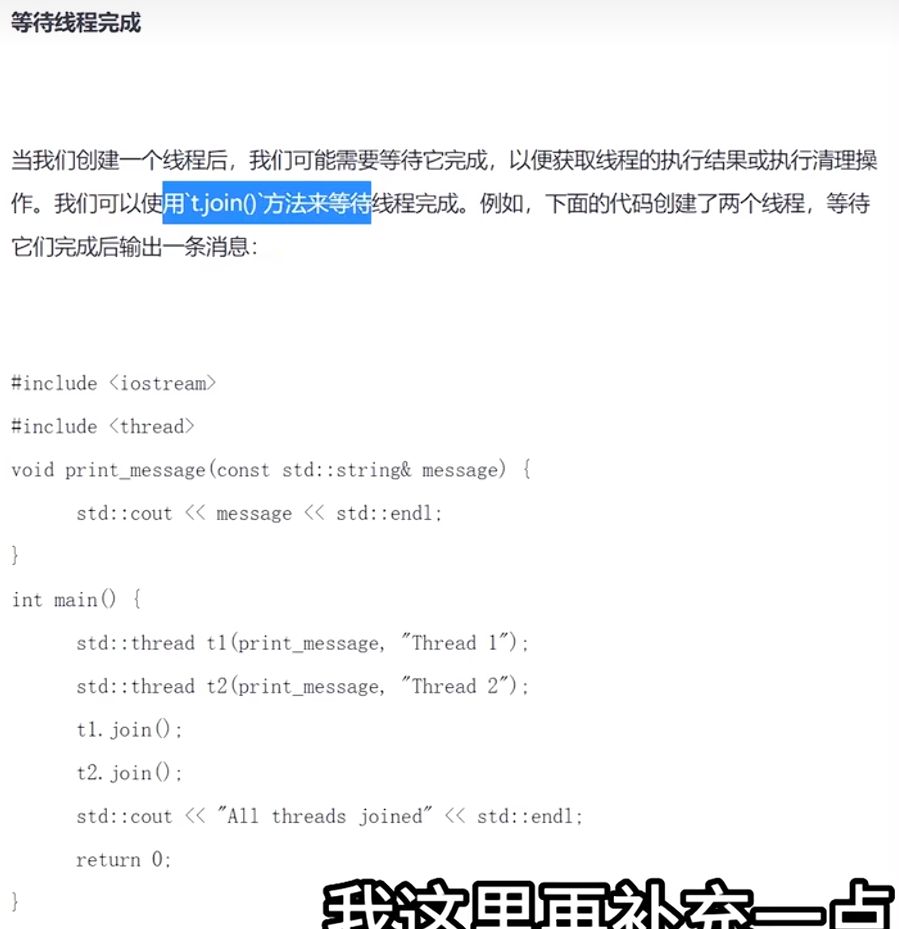 等待线程完成
当我们创建一个线程后，我们可能需要等待它完成，以便获取线程的执行结果或执行清理操
作。我们可以使用`t.join()`方法来等待线程完成。例如，下面的代码创建了两个线程，等待
它们完成后输出一条消息：
#include <iostream>
#include <thread>
void print_message(const std::string& message) {
      std::cout << message << std::endl;
}
int main() {
      std::thread t1(print_message, "Thread 1");
      std::thread t2(print_message, "Thread 2");
      t1.join();
      t2.join();
      std::cout << "All threads joined" << std::endl;
      return 0;
}
我这里再补充一点